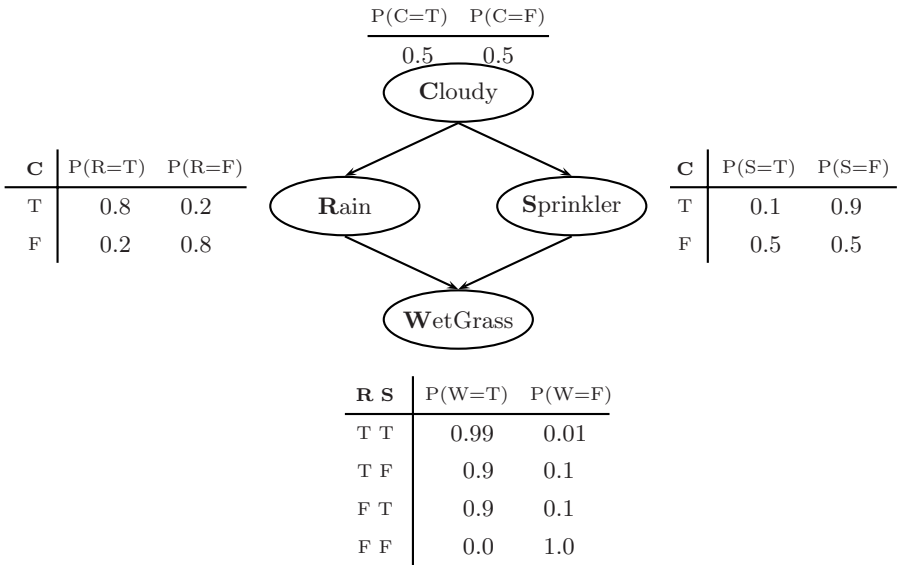 P(C=T) P(C=F)
0.5 0.5
Cloudy
C P(R=T) P(R=F)
T 0.8 0.2
F 0.2 0.8
Rain
Sprinkler
C P(S=T) P(S=F)
T 0.1 0.9
F 0.5 0.5
WetGrass
R S P(W=T) P(W=F)
T T 0.99 0.01
T F 0.9 0.1
F T 0.9 0.1
F F 0.0 1.0